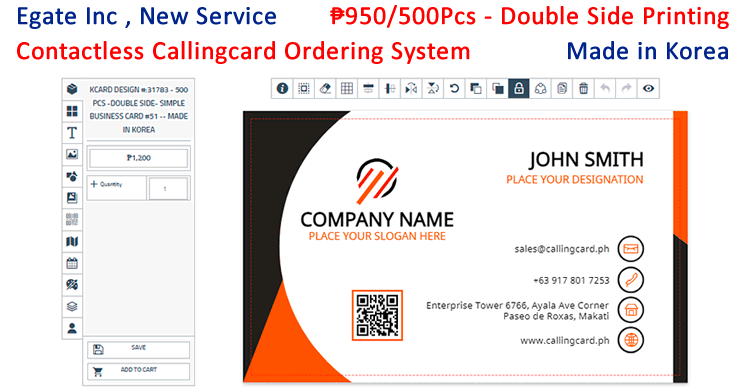 Egate Inc , New Service
₱950/500Pcs - Double Side Printing
Contactless Callingcard Ordering System
Made in Korea
KCARD DESIGN #:31783 - 500
PCS -DOUBLE SIDE- SIMPLE
BUSINESS CARD #51 -- MADE
IN KOREA
₱1,200
+ Quantity
1
SAVE
ADD TO CART
T
i
COMPANY NAME
PLACE YOUR SLOGAN HERE
JOHN SMITH
PLACE YOUR DESIGNATION
sales@callingcard.ph
+63 917 801 7253
Enterprise Tower 6766, Ayala Ave Corner
Paseo de Roxas, Makati
www.callingcard.ph